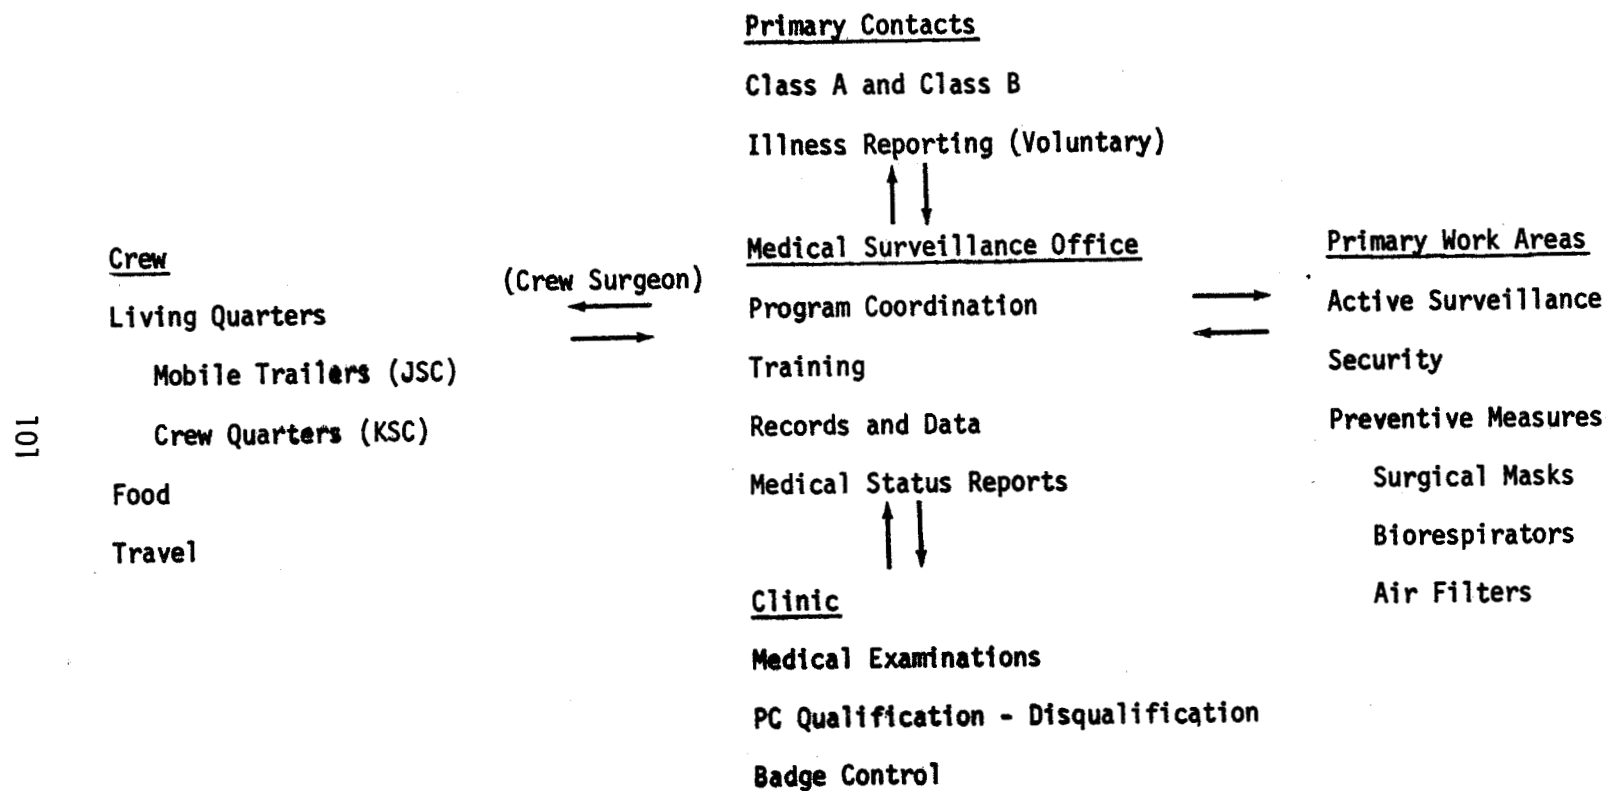 Primary Contacts
Class A and Class B
Illness Reporting (Voluntary)
Crew
Living Quarters
Mobile Trailers (JSC)
Crew Quarters (KSC)
Food
Travel
(Crew Surgeon)
Medical Surveillance Office
Program Coordination
Training
Records and Data
Medical Status Reports
Primary Work Areas
Active Surveillance
Security
Preventive Measures
Surgical Masks
Biorespirators
Air Filters
Clinic
Medical Examinations
PC Qualification - Disqualification
Badge Control
101